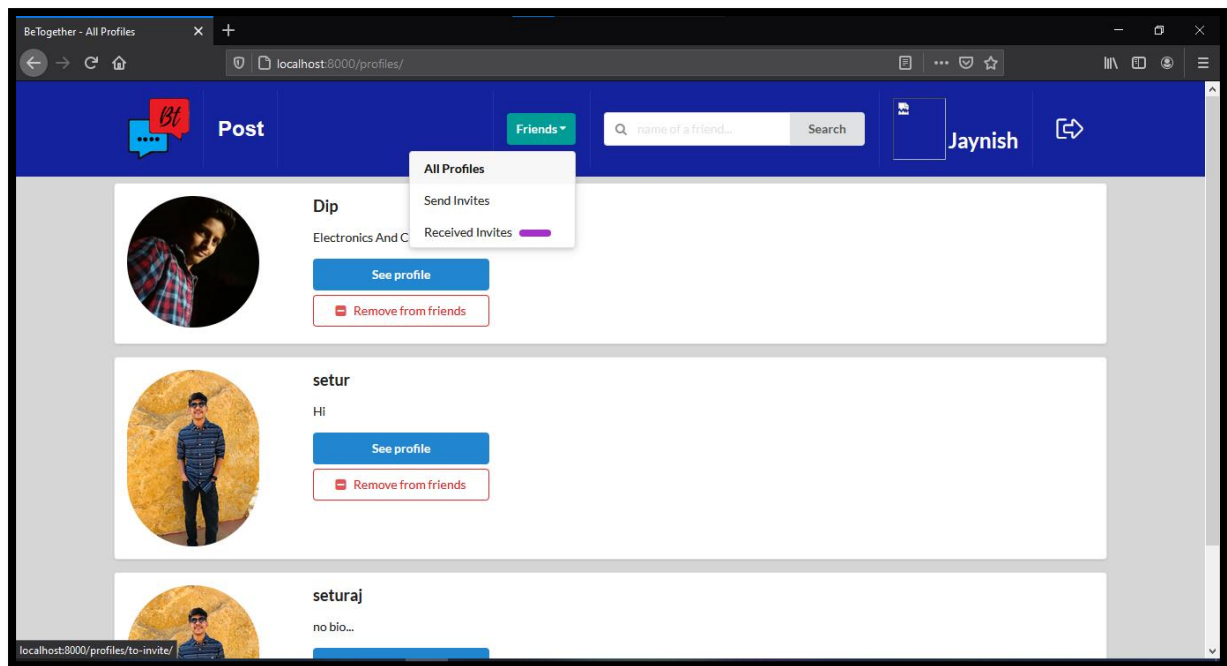 BeTogether - All Profiles
localhost:8000/profiles/
Bt
Post
Friends
name of a friend...
Search
Jaynish
All Profiles
Send Invites
Received Invites
Dip
Electronics And C
See profile
Remove from friends
setur
Hi
See profile
Remove from friends
seturaj
no bio...
localhost:8000/profiles/to-invite/